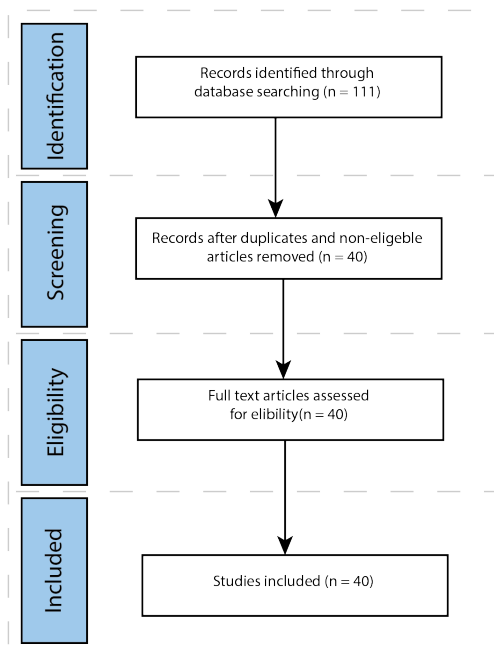 Identification
Records identified through
database searching (n = 111)
Screening
Records after duplicates and non-eligeble
articles removed (n = 40)
Eligibility
Full text articles assessed
for elibility(n = 40)
Included
Studies included (n = 40)